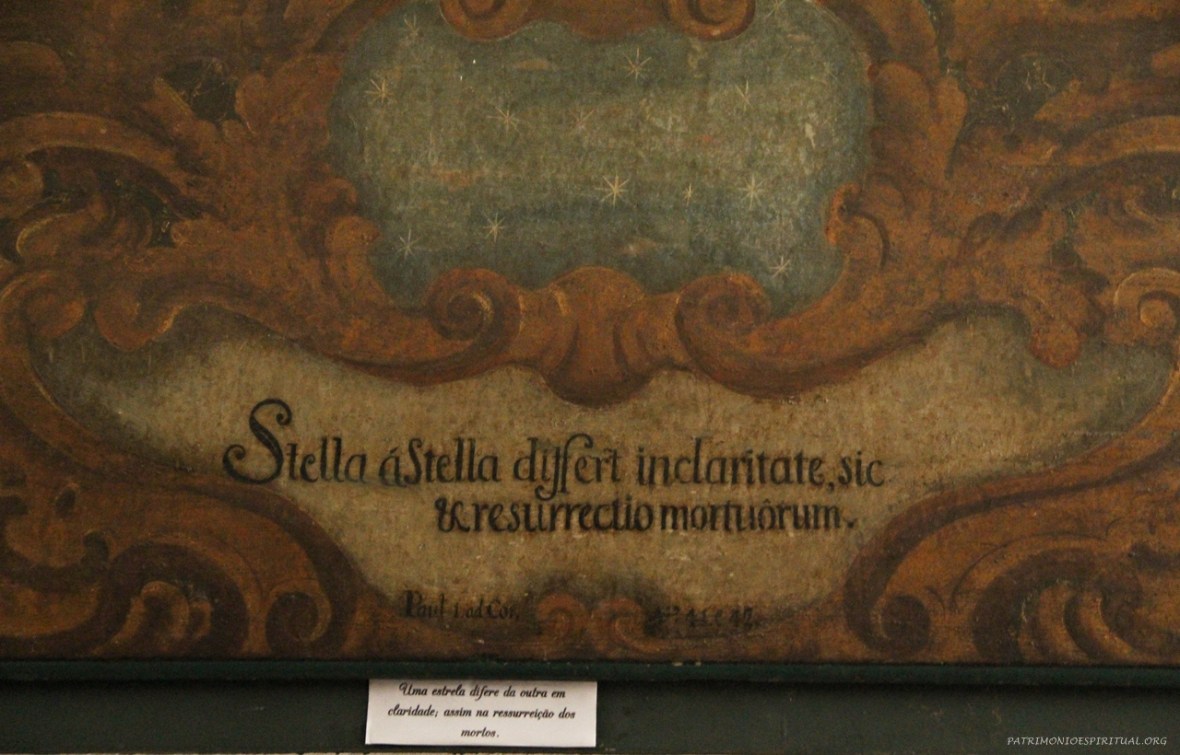 Stella á Stella differt in claritate, sic
& resurrectio mortuôrum.
Paul 1 ad Cor,
Uma estrela difere da outra em
claridade; assim na ressurreição dos
mortos.
PATRIMONIOESPIRITUAL.ORG